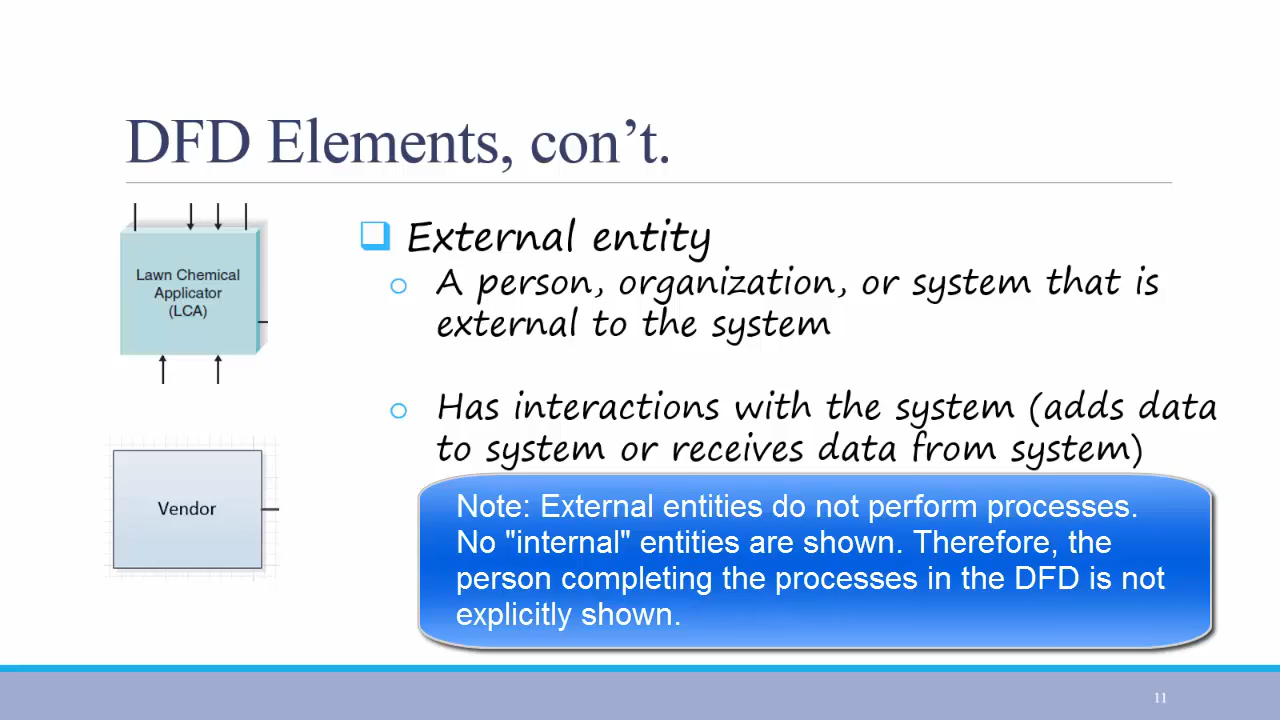 DFD Elements, con’t.
Lawn Chemical
Applicator
(LCA)
Vendor
External entity
A person, organization, or system that is
external to the system
Has interactions with the system (adds data
to system or receives data from system)
Note: External entities do not perform processes.
No "internal" entities are shown. Therefore, the
person completing the processes in the DFD is not
explicitly shown.
11